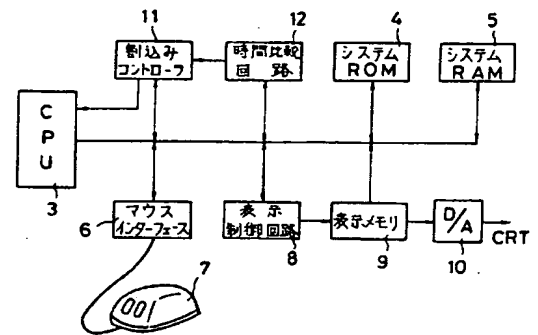 11
12
4
5
割込み
コントローラ
時間比較
回路
システム
ROM
システム
RAM
C
P
U
3
マウス
インターフェース
6
表示
制御回路
8
表示メモリ
9
D/A
10
CRT
7